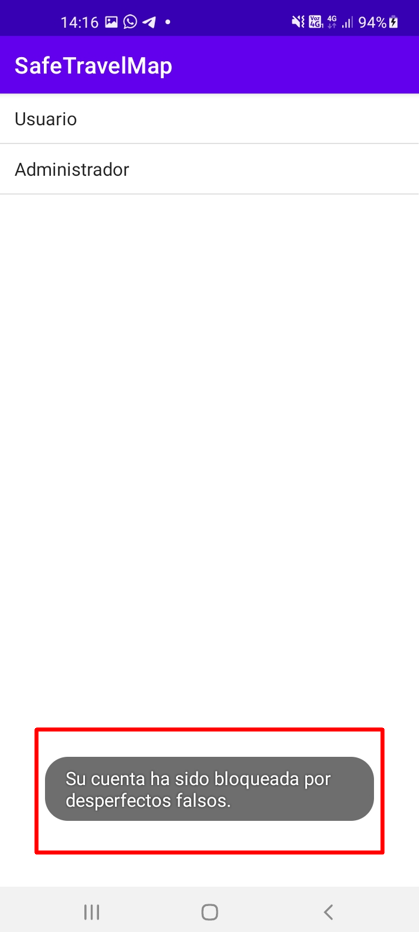 14:16 94%
SafeTravelMap
Usuario
Administrador
Su cuenta ha sido bloqueada por
desperfectos falsos.